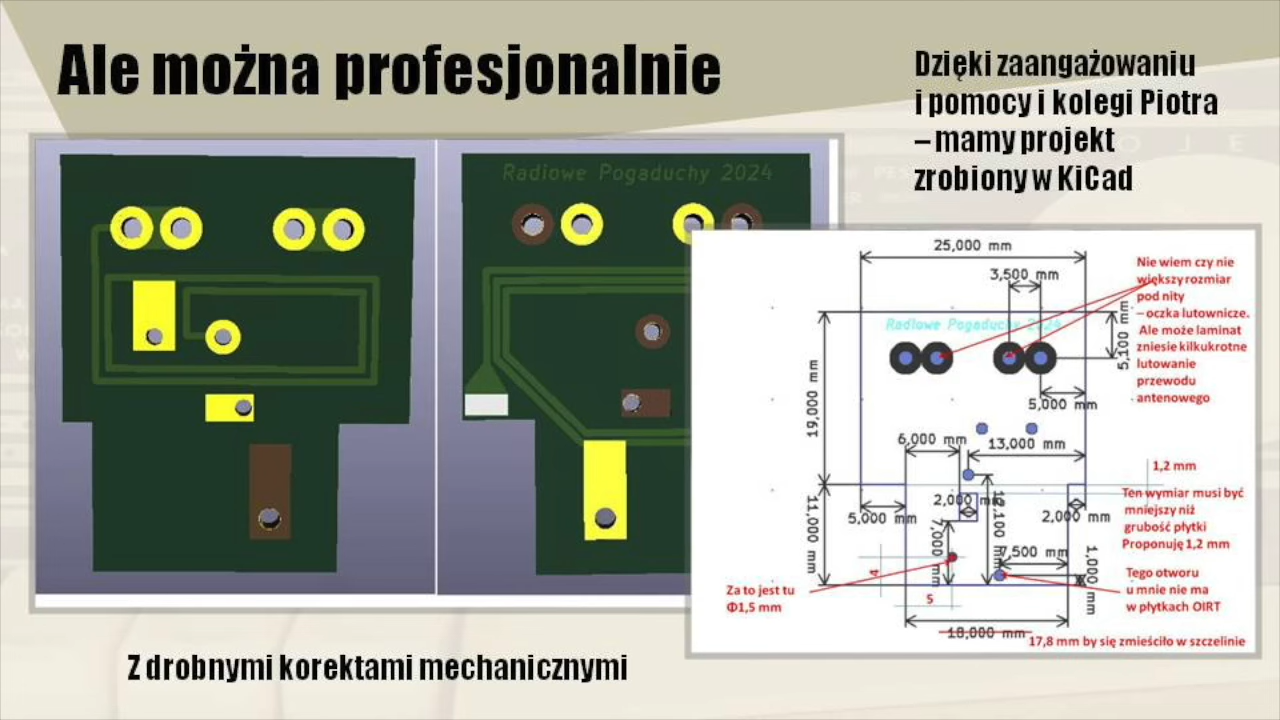 Ale można profesjonalnie
Dzięki zaangażowaniu
i pomocy i kolegi Piotra
– mamy projekt
zrobiony w KiCad
Radiowe Pogaduchy 2024
25,000 mm
3,500 mm
Nie wiem czy nie
większy rozmiar
pod nity
– oczka lutownicze.
Ale może laminat
zniesie kilkukrotne
lutowanie
przewodu
antenowego
Radiowe Pogaduchy 2024
5,100 mm
19,000 mm
5,000 mm
6,000 mm
13,000 mm
1,2 mm
Ten wymiar musi być
mniejszy niż
grubość płytki
Proponuję 1,2 mm
2,000 mm
12,100 mm
5,000 mm
2,000 mm
11,000 mm
7,000 mm
7,500 mm
1,000 mm
4
5
Za to jest tu
Φ1,5 mm
Tego otworu
u mnie nie ma
w płytkach OIRT
18,000 mm
17,8 mm by się zmieściło w szczelinie
Z drobnymi korektami mechanicznymi